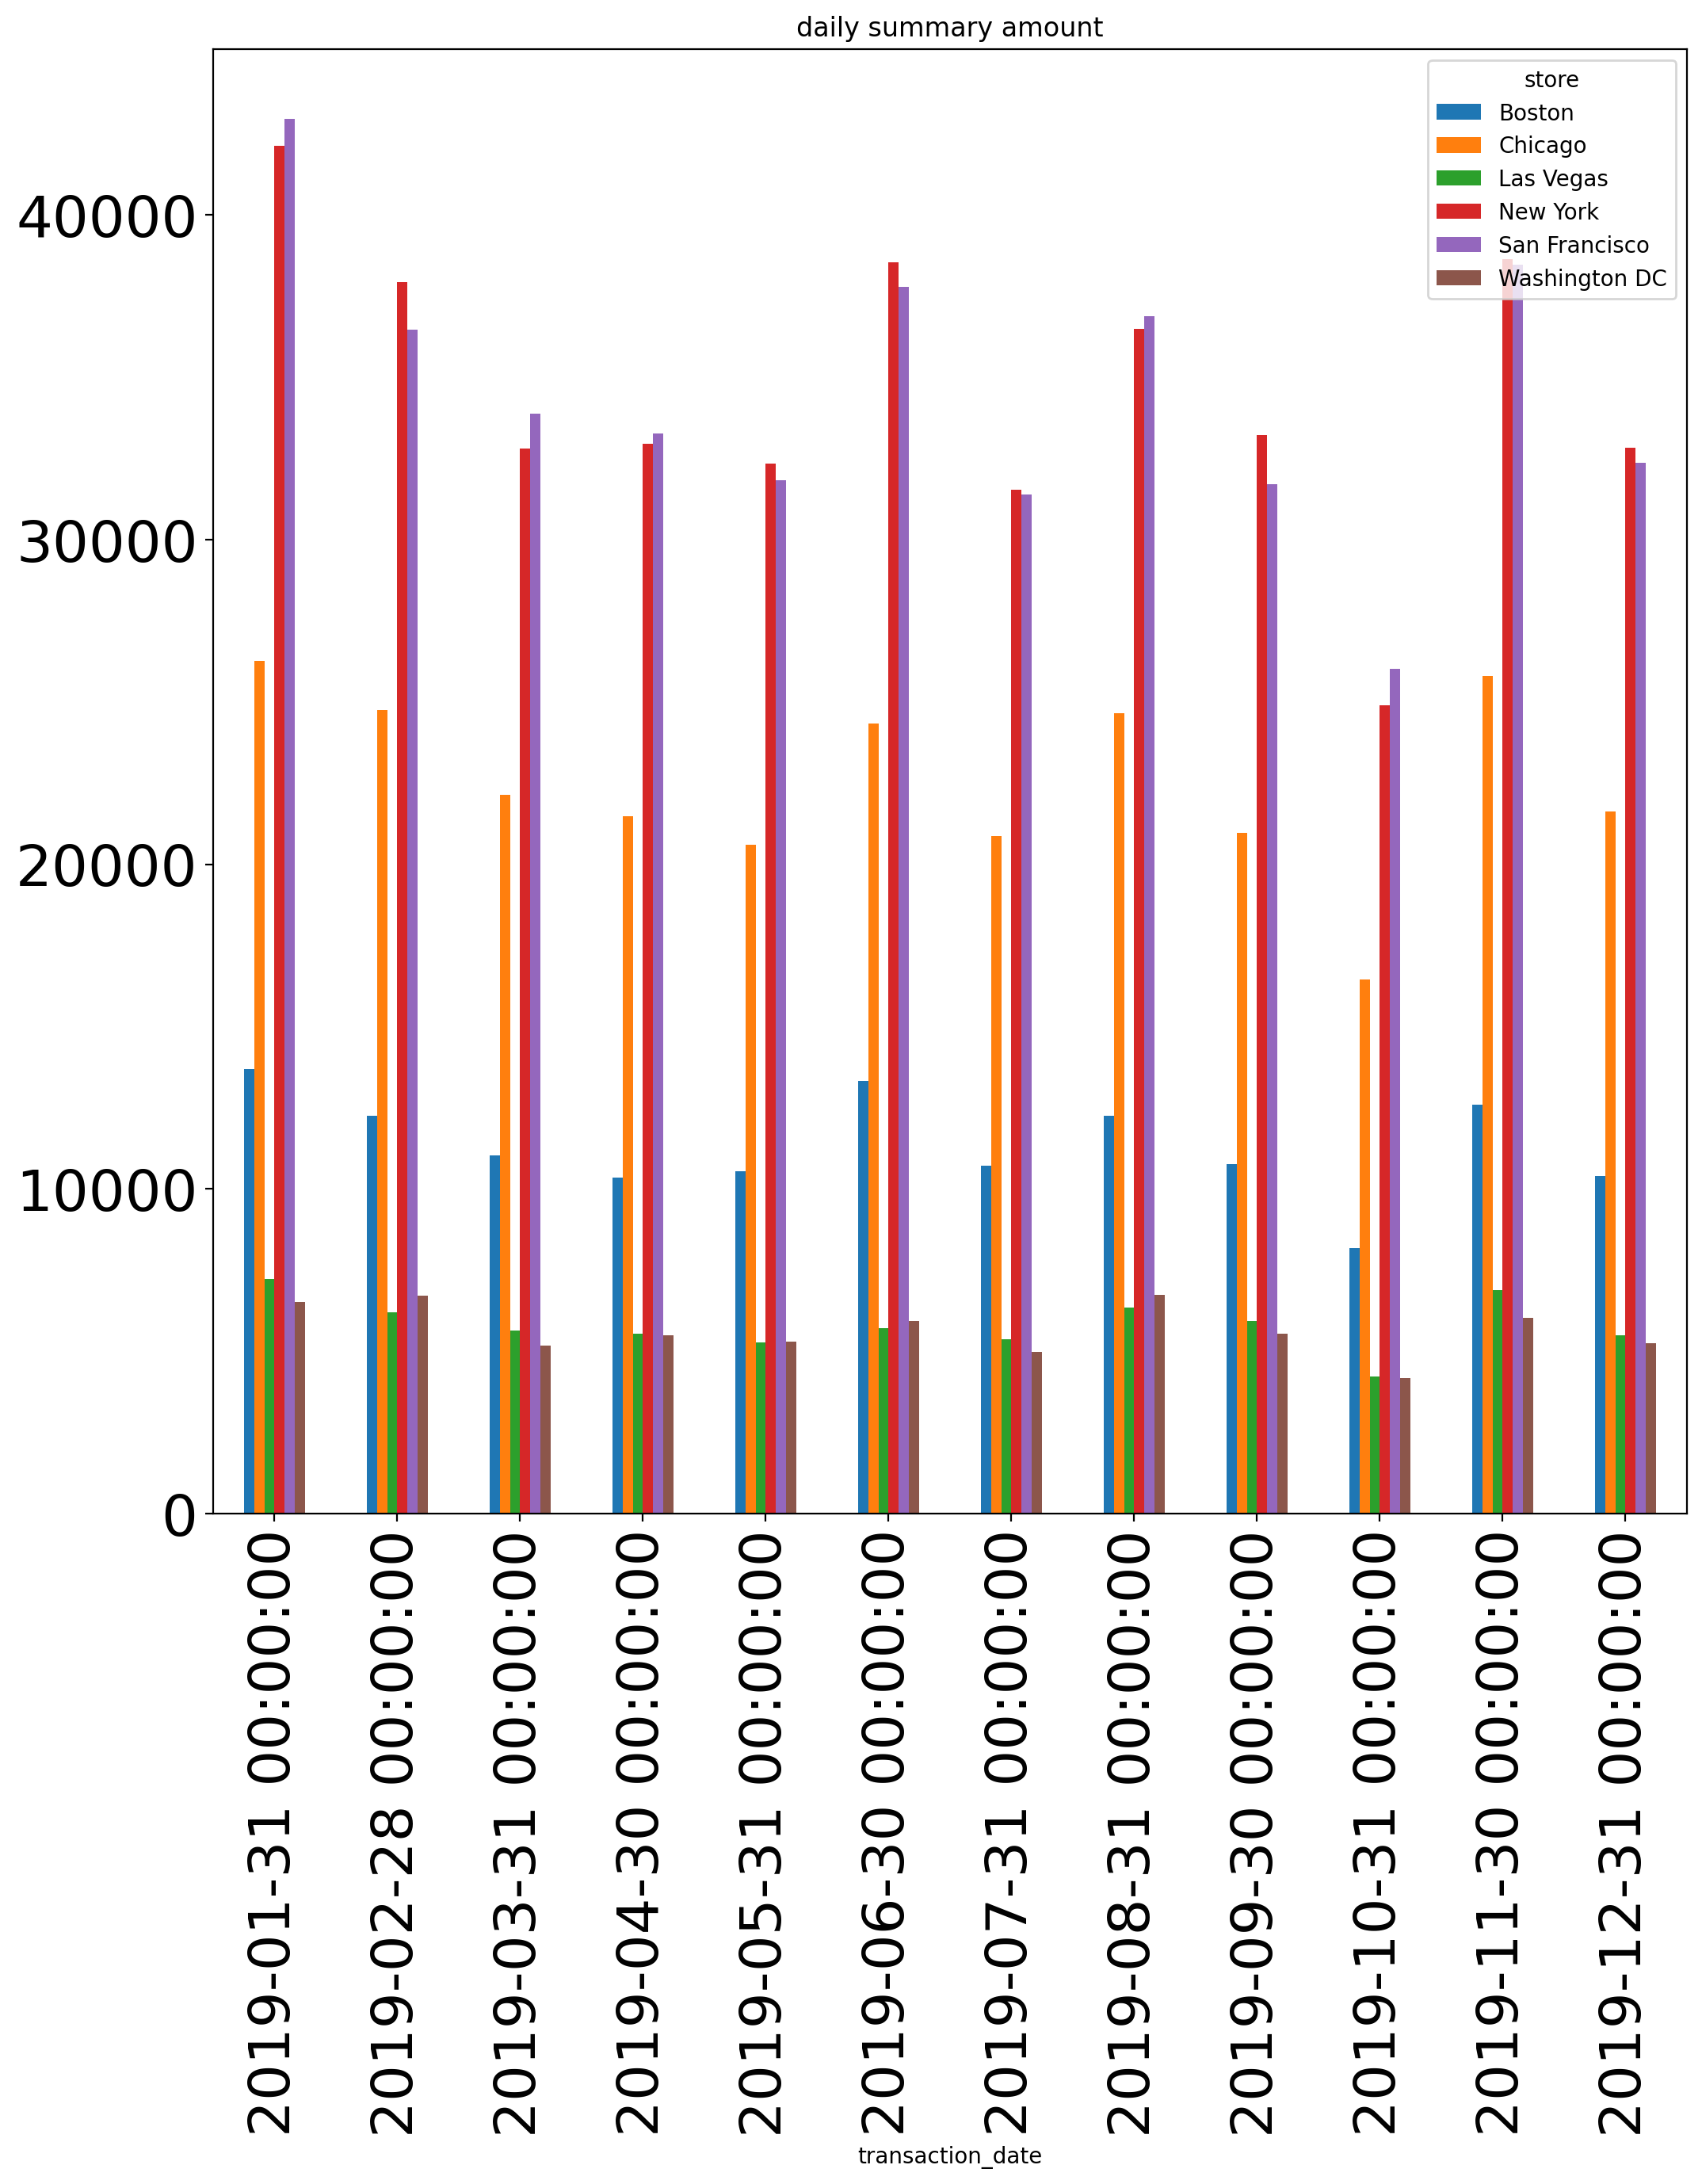 daily summary amount
store
Boston
Chicago
Las Vegas
New York
San Francisco
Washington DC
40000
30000
20000
10000
0
2019-01-31 00:00:00
2019-02-28 00:00:00
2019-03-31 00:00:00
2019-04-30 00:00:00
2019-05-31 00:00:00
2019-06-30 00:00:00
2019-07-31 00:00:00
2019-08-31 00:00:00
2019-09-30 00:00:00
2019-10-31 00:00:00
2019-11-30 00:00:00
2019-12-31 00:00:00
transaction_date